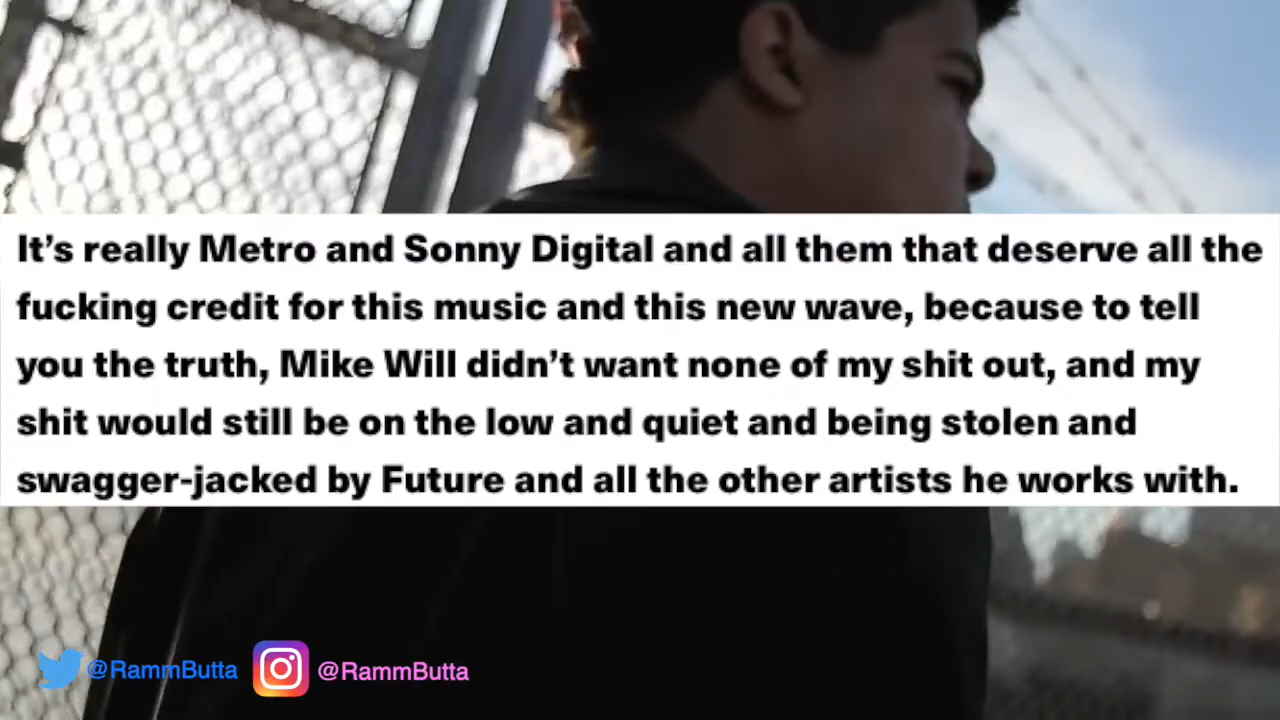 It’s really Metro and Sonny Digital and all them that deserve all the
fucking credit for this music and this new wave, because to tell
you the truth, Mike Will didn’t want none of my shit out, and my
shit would still be on the low and quiet and being stolen and
swagger-jacked by Future and all the other artists he works with.
@RammButta @RammButta